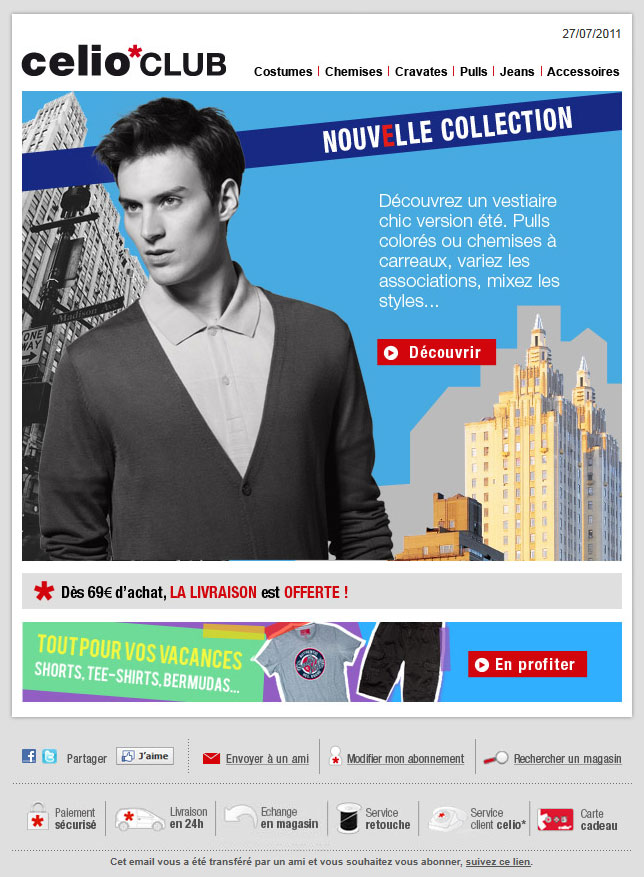 27/07/2011
celio*CLUB
Costumes | Chemises | Cravates | Pulls | Jeans | Accessoires
NOUVELLE COLLECTION
Découvrez un vestiaire
chic version été. Pulls
colorés ou chemises à
carreaux, variez les
associations, mixez les
styles...
Madison Ave
ONE
WAY
Découvrir
* Dès 69€ d'achat, LA LIVRAISON est OFFERTE !
TOUT POUR VOS VACANCES
SHORTS, TEE-SHIRTS, BERMUDAS...
En profiter
Partager
J'aime
Envoyer à un ami
Modifier mon abonnement
Rechercher un magasin
Paiement
sécurisé
Livraison
en 24h
Echange
en magasin
Service
retouche
Service
client celio*
Carte
cadeau
Cet email vous a été transféré par un ami et vous souhaitez vous abonner, suivez ce lien.